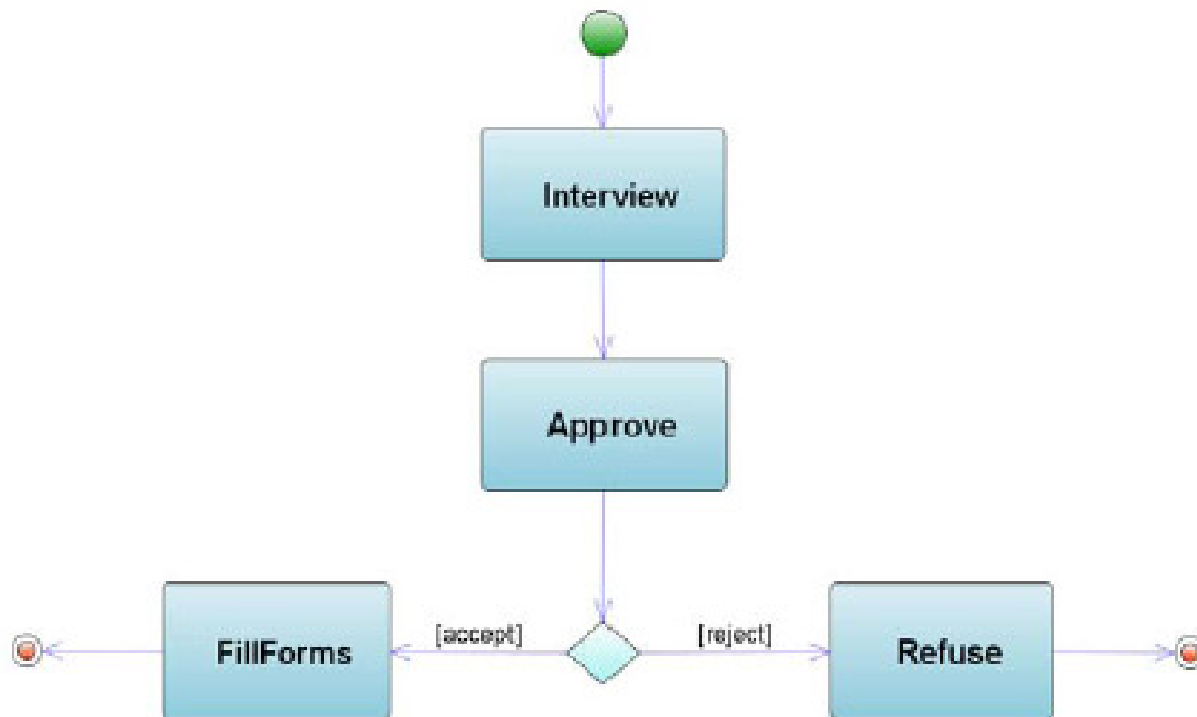 Interview
Approve
[accept]
[reject]
FillForms
Refuse